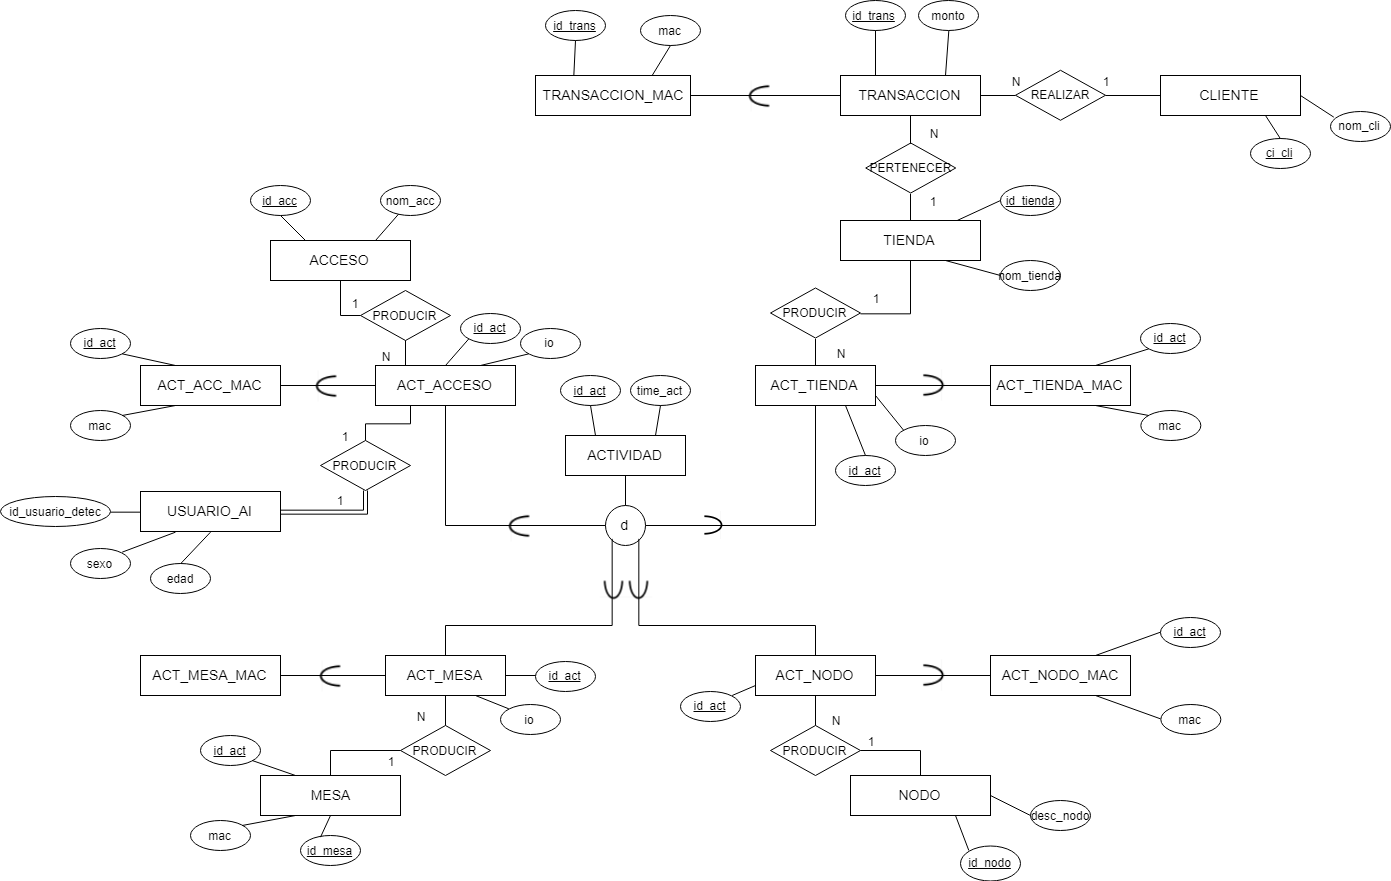 id_trans
monto
id_trans
mac
TRANSACCION_MAC
TRANSACCION
N
REALIZAR
1
CLIENTE
nom_cli
ci_cli
N
PERTENECER
1
id_tienda
TIENDA
nom_tienda
id_acc
nom_acc
ACCESO
1
PRODUCIR
N
1
PRODUCIR
N
id_act
io
id_act
ACT_ACC_MAC
mac
ACT_ACCESO
id_act
time_act
ACTIVIDAD
ACT_TIENDA
id_act
ACT_TIENDA_MAC
mac
io
id_act
1
PRODUCIR
1
id_usuario_detec
USUARIO_AI
sexo
edad
d
ACT_MESA_MAC
ACT_MESA
id_act
io
N
PRODUCIR
1
id_act
MESA
mac
id_mesa
ACT_NODO
id_act
id_act
ACT_NODO_MAC
mac
N
PRODUCIR
1
NODO
desc_nodo
id_nodo